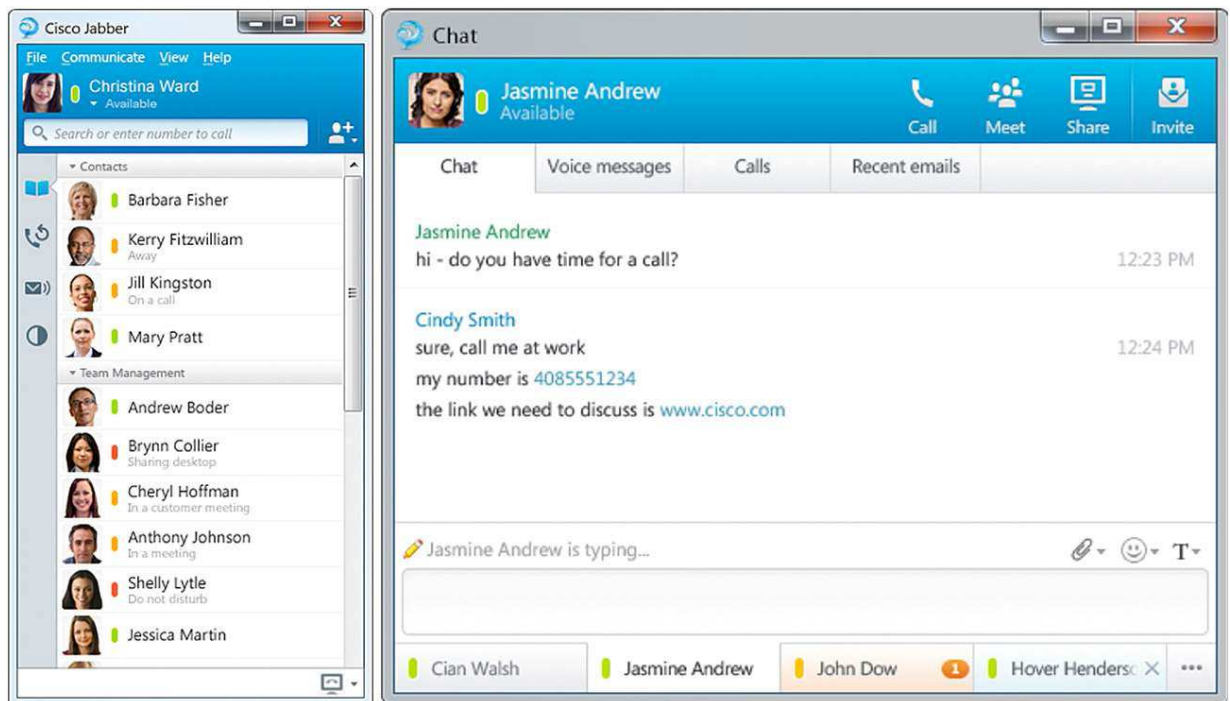 Cisco Jabber
File Communicate View Help
Christina Ward
Available
Search or enter number to call
Contacts
Barbara Fisher
Kerry Fitzwilliam
Away
Jill Kingston
On a call
Mary Pratt
Team Management
Andrew Boder
Brynn Collier
Sharing desktop
Cheryl Hoffman
In a customer meeting
Anthony Johnson
In a meeting
Shelly Lytle
Do not disturb
Jessica Martin
Chat
Jasmine Andrew
Available
Call Meet Share Invite
Chat Voice messages Calls Recent emails
Jasmine Andrew
hi - do you have time for a call? 12:23 PM
Cindy Smith
sure, call me at work 12:24 PM
my number is 4085551234
the link we need to discuss is www.cisco.com
Jasmine Andrew is typing...
T
Cian Walsh Jasmine Andrew John Dow 1 Hover Hendersc